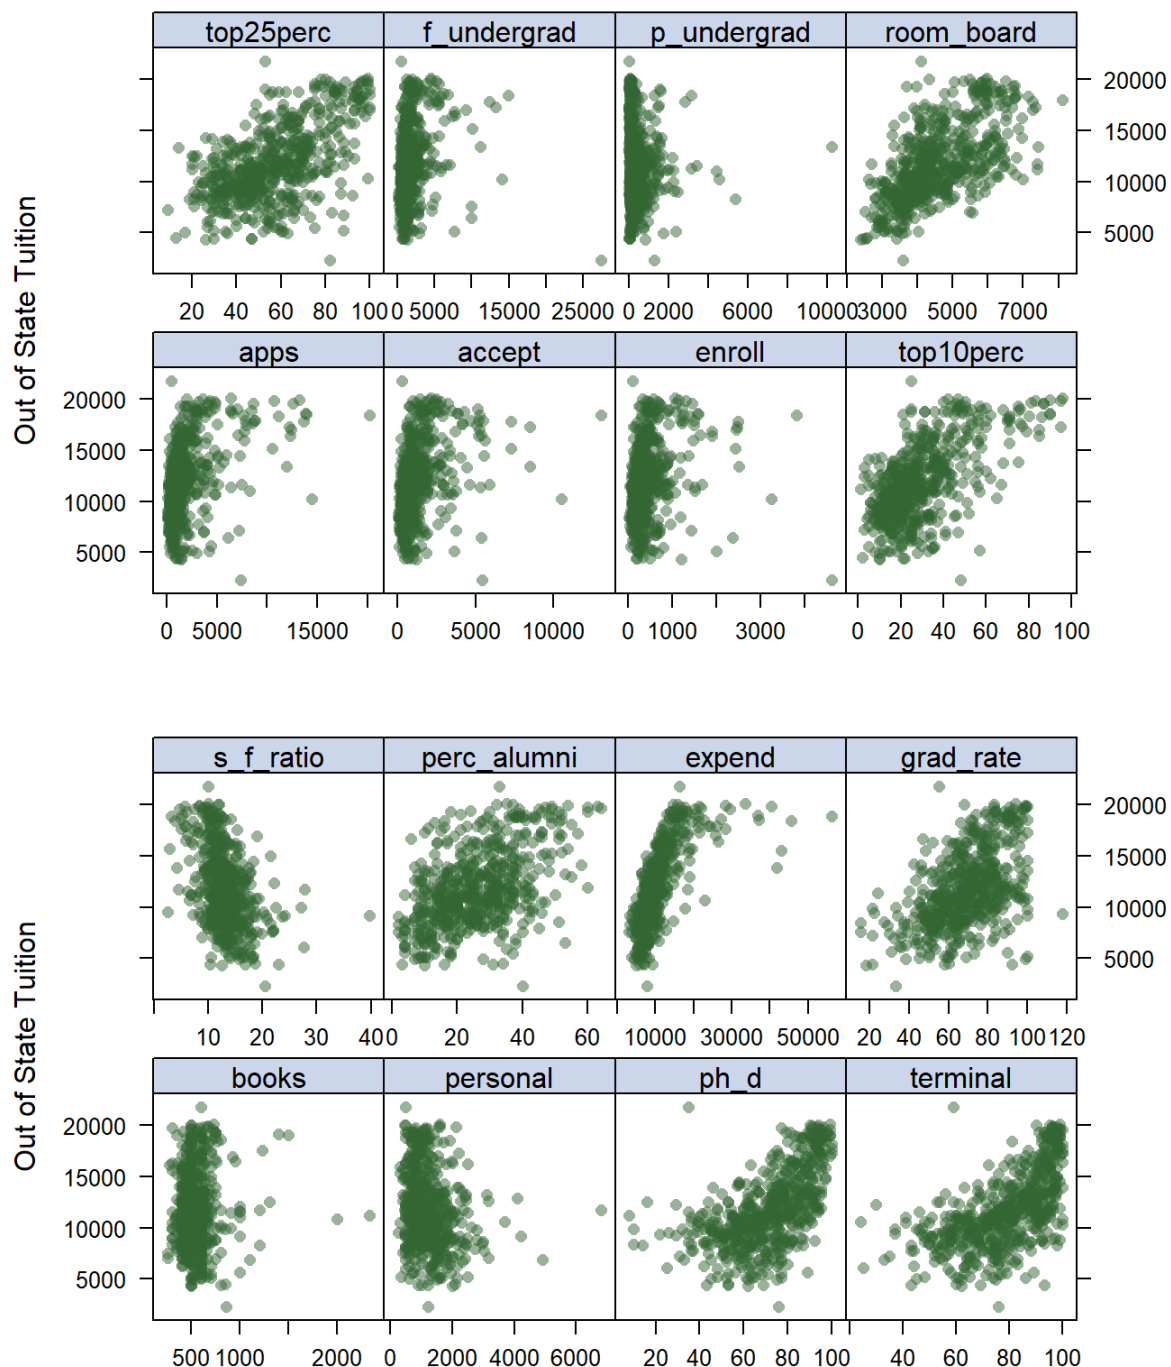 top25perc f_undergrad p_undergrad room_board
20000
15000
10000
5000
20 40 60 80 100 0 5000 15000 25000 0 2000 6000 10000 3000 5000 7000
Out of State Tuition
apps accept enroll top10perc
20000
15000
10000
5000
0 5000 15000 0 5000 10000 0 1000 3000 0 20 40 60 80 100
s_f_ratio perc_alumni expend grad_rate
20000
15000
10000
5000
10 20 30 40 0 20 40 60 10000 30000 50000 20 40 60 80 100 120
Out of State Tuition
books personal ph_d terminal
20000
15000
10000
5000
500 1000 2000 0 2000 4000 6000 20 40 60 80 100 40 60 80 100